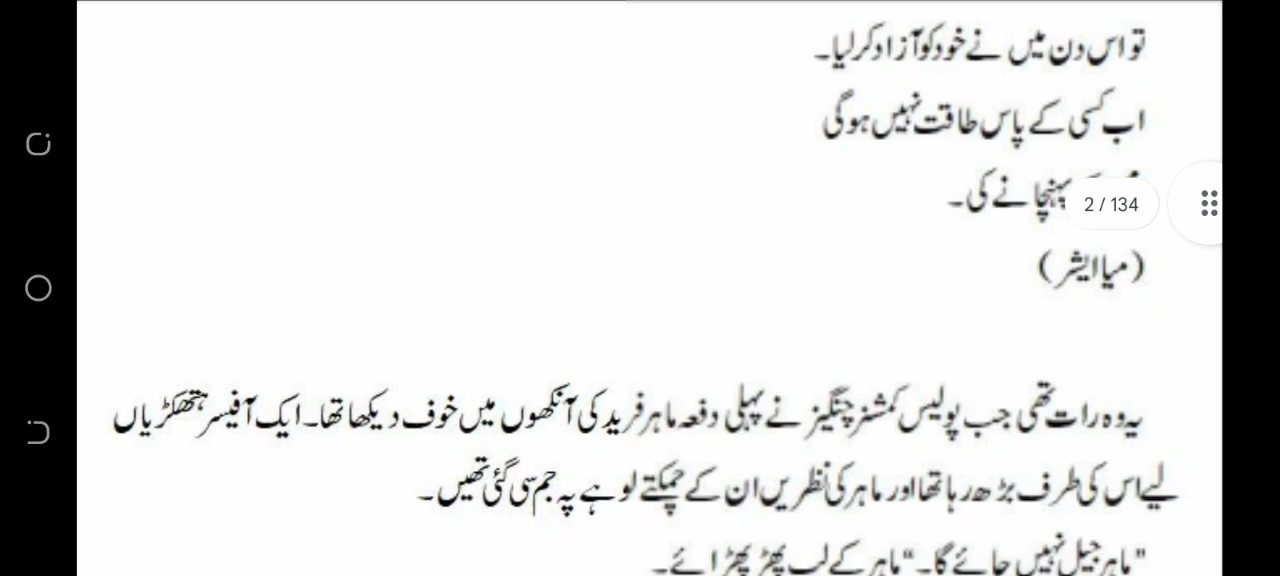 تو اس دن میں نے خود کو آزاد کر لیا۔
اب کسی کے پاس طاقت نہیں ہوگی
پہنچانے کی۔
2 / 134
(میا ایشر)
یہ وہ رات تھی جب پولیس کمشنر چنگیز نے پہلی دفعہ ماہر فرید کی آنکھوں میں خوف دیکھا تھا۔ ایک آفیسر ہتھکڑیاں
لیے اس کی طرف بڑھ رہا تھا اور ماہر کی نظریں ان کے چمکتے لوہے پہ جم سی گئی تھیں۔
"ماہر جیل نہیں جائے گا۔“ ماہر کے لب پھڑپھڑائے۔